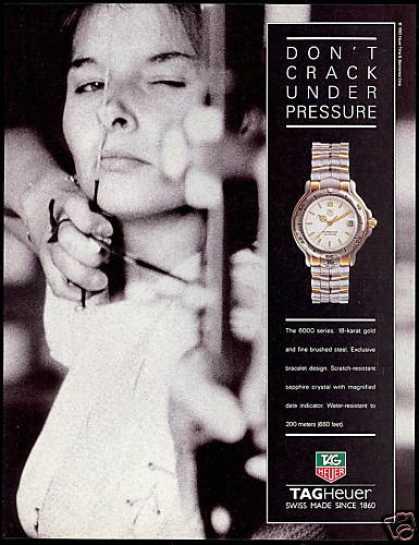 DON'T
CRACK
UNDER
PRESSURE
The 6000 series. 18-karat gold
and fine brushed steel. Exclusive
bracelet design. Scratch-resistant
sapphire crystal with magnified
date indicator. Water-resistant to
200 meters (660 feet).
TAG
HEUER
TAGHeuer
SWISS MADE SINCE 1860